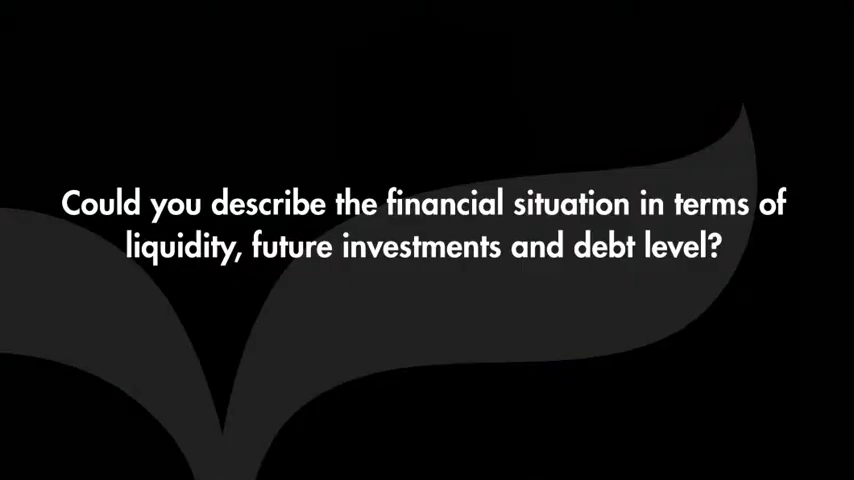 Could you describe the financial situation in terms of
liquidity, future investments and debt level?